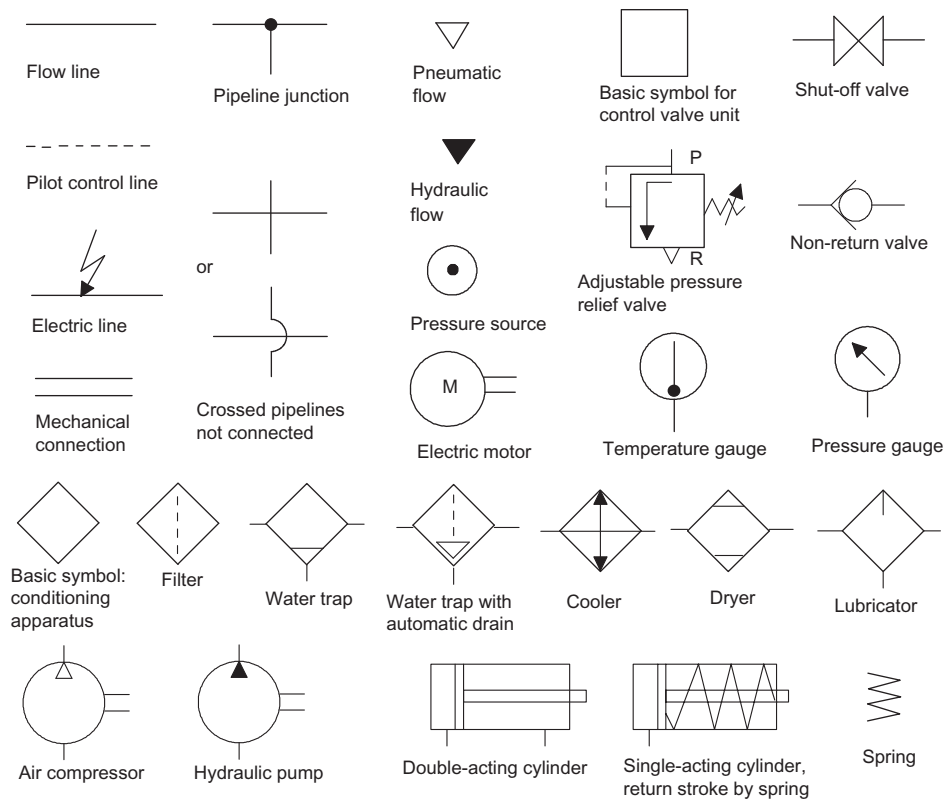 Flow line
Pipeline junction
Pneumatic
flow
Basic symbol for
control valve unit
Shut-off valve
Pilot control line
Hydraulic
flow
P
R
Adjustable pressure
relief valve
Non-return valve
or
Electric line
Pressure source
Mechanical
connection
Crossed pipelines
not connected
M
Electric motor
Temperature gauge
Pressure gauge
Basic symbol:
conditioning
apparatus
Filter
Water trap
Water trap with
automatic drain
Cooler
Dryer
Lubricator
Air compressor
Hydraulic pump
Double-acting cylinder
Single-acting cylinder,
return stroke by spring
Spring